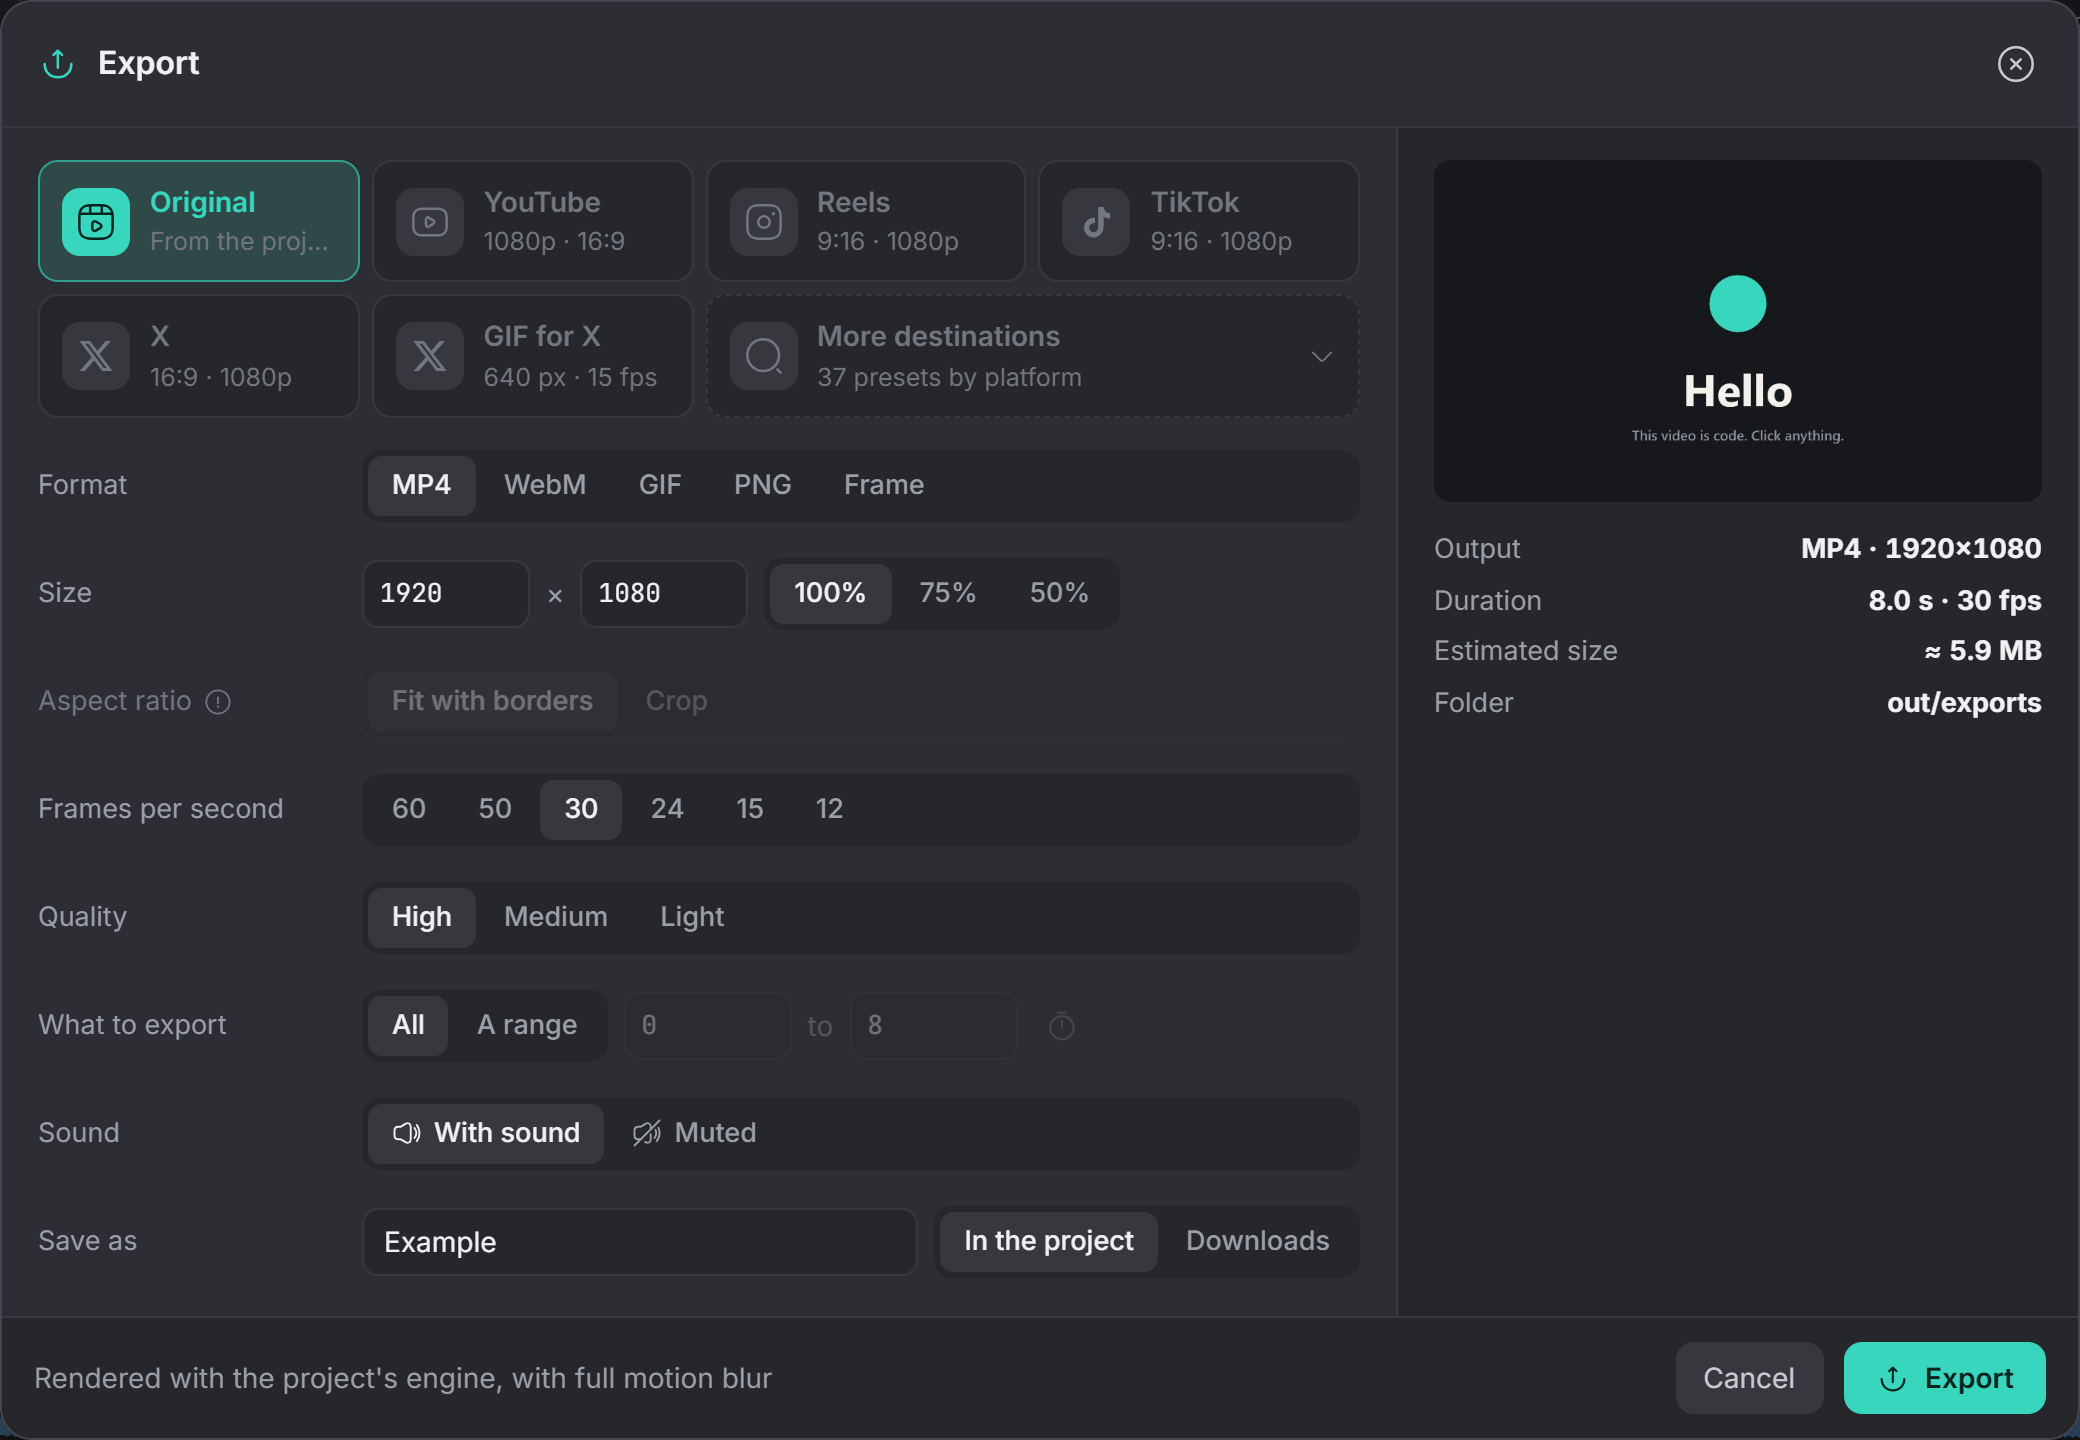 Export
Original
From the proj...
YouTube
1080p · 16:9
Reels
9:16 · 1080p
TikTok
9:16 · 1080p
X
16:9 · 1080p
GIF for X
640 px · 15 fps
More destinations
37 presets by platform
Format
MP4 WebM GIF PNG Frame
Size
1920 × 1080 100% 75% 50%
Aspect ratio
Fit with borders Crop
Frames per second
60 50 30 24 15 12
Quality
High Medium Light
What to export
All A range 0 to 8
Sound
With sound Muted
Save as
Example In the project Downloads
Hello
This video is code. Click anything.
Output MP4 · 1920×1080
Duration 8.0 s · 30 fps
Estimated size ≈ 5.9 MB
Folder out/exports
Rendered with the project's engine, with full motion blur
Cancel Export